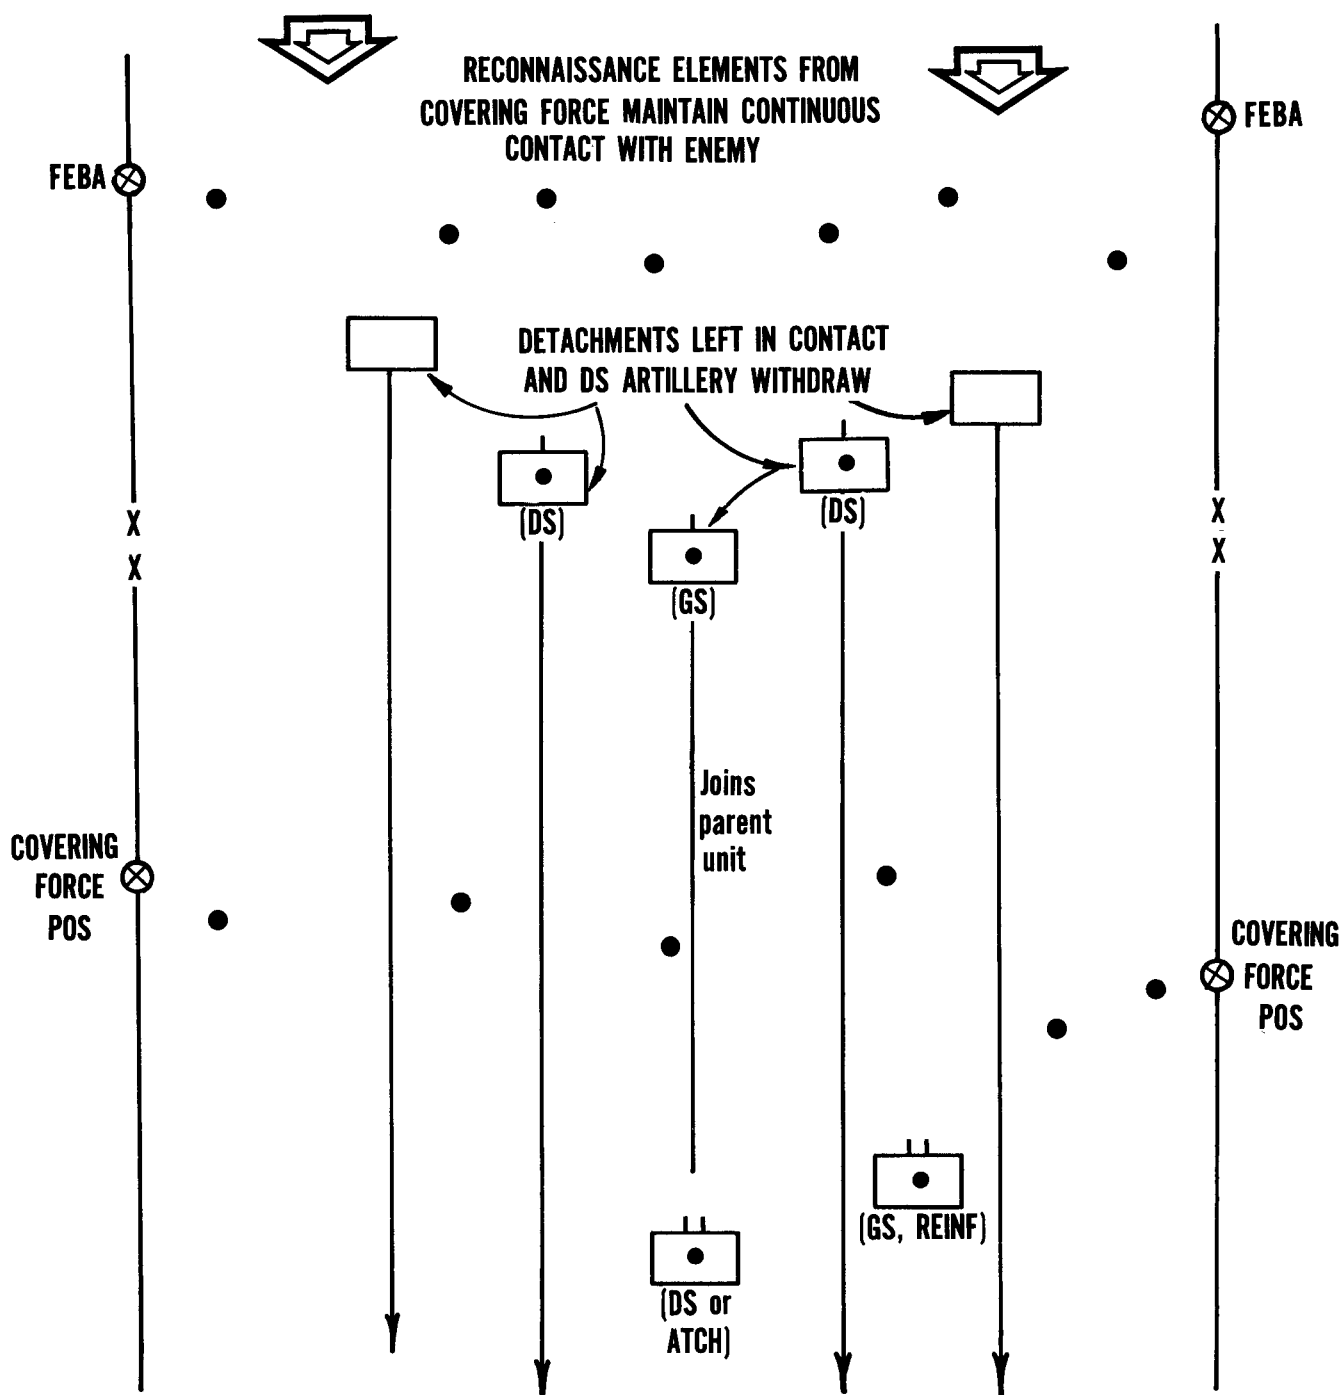 RECONNAISSANCE ELEMENTS FROM
COVERING FORCE MAINTAIN CONTINUOUS
CONTACT WITH ENEMY
FEBA
FEBA
DETACHMENTS LEFT IN CONTACT
AND DS ARTILLERY WITHDRAW
(DS)
(DS)
X
X
X
X
(GS)
Joins
parent
unit
COVERING
FORCE
POS
COVERING
FORCE
POS
(GS, REINF)
(DS or
ATCH)